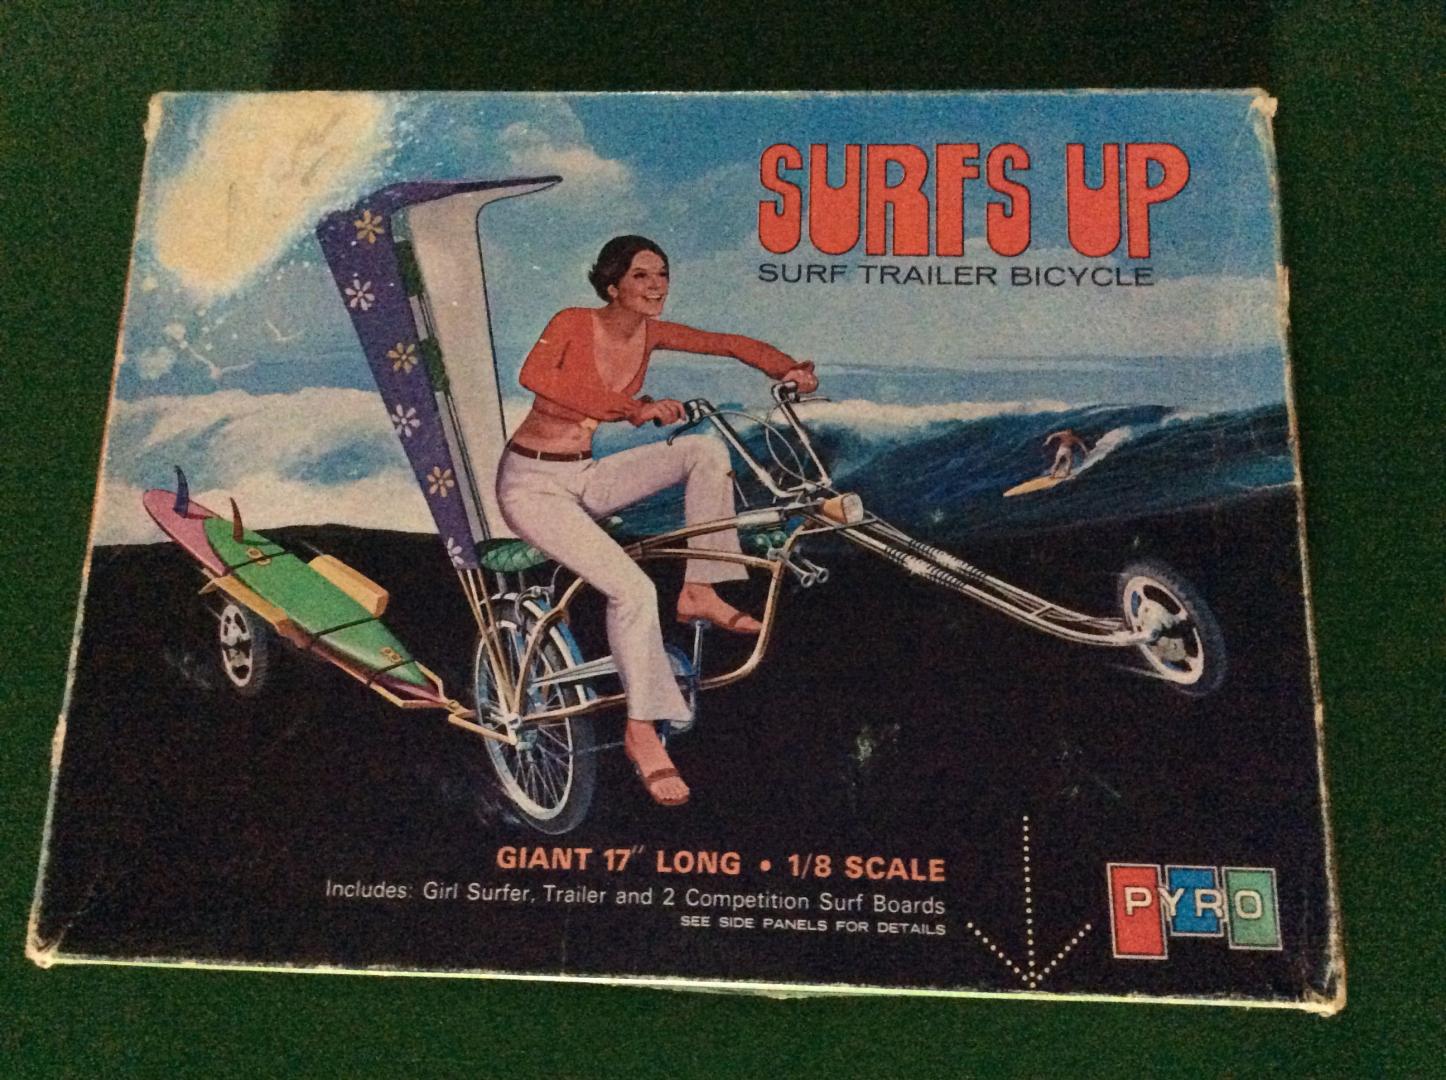 SURFS UP
SURF TRAILER BICYCLE
GIANT 17" LONG • 1/8 SCALE
Includes: Girl Surfer, Trailer and 2 Competition Surf Boards
SEE SIDE PANELS FOR DETAILS
PYRO